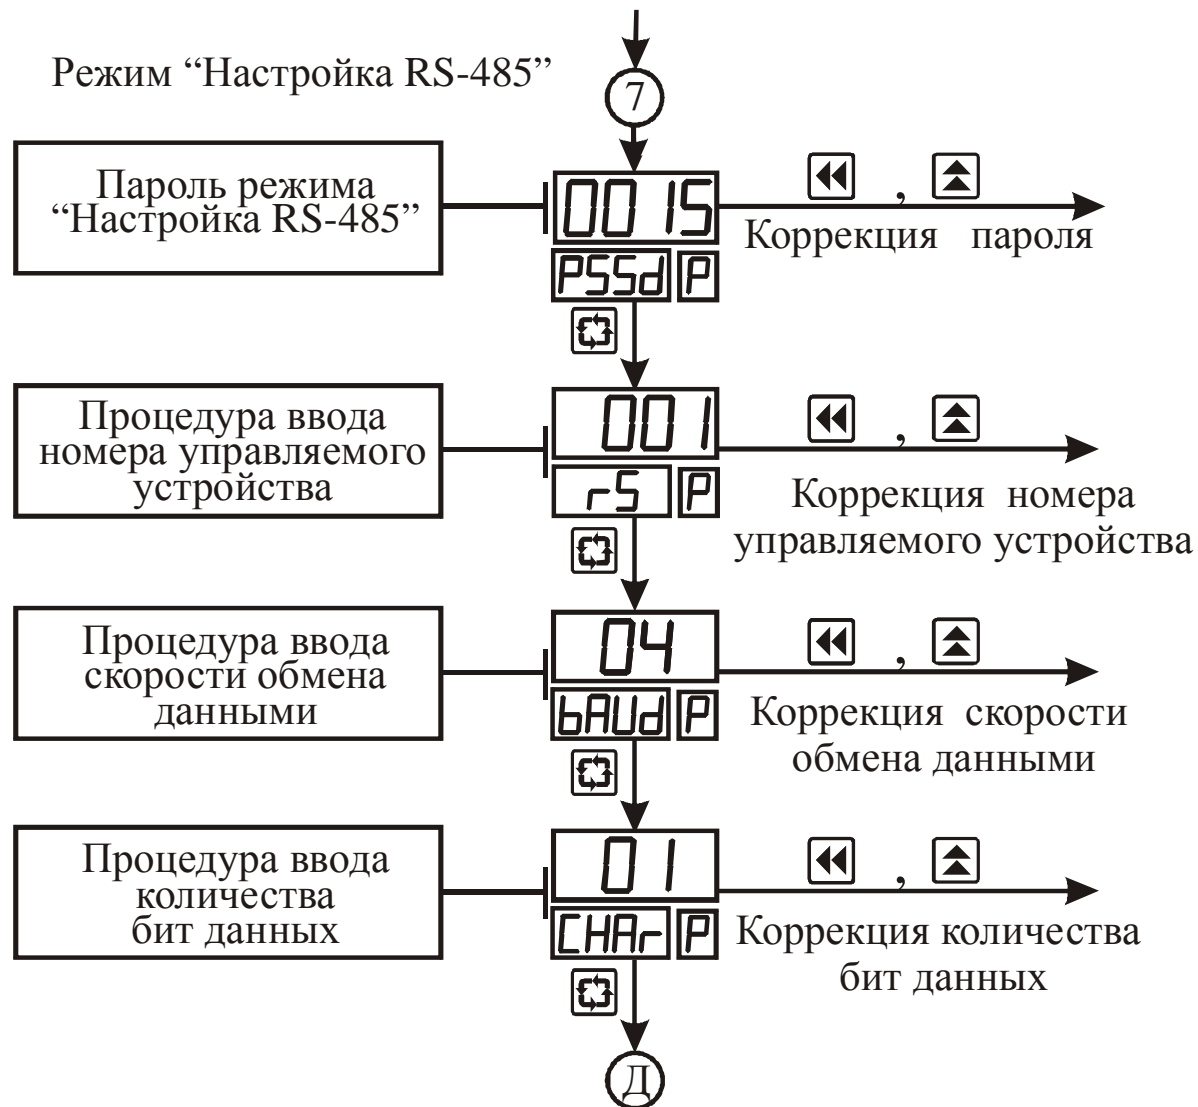 Режим “Настройка RS-485”
7
Пароль режима
“Настройка RS-485”
0015
PSSd P
Коррекция пароля
,
Процедура ввода
номера управляемого
устройства
001
rS P
,
Коррекция номера
управляемого устройства
Процедура ввода
скорости обмена
данными
04
bAUd P
,
Коррекция скорости
обмена данными
Процедура ввода
количества
бит данных
01
CHAr P
,
Коррекция количества
бит данных
Д